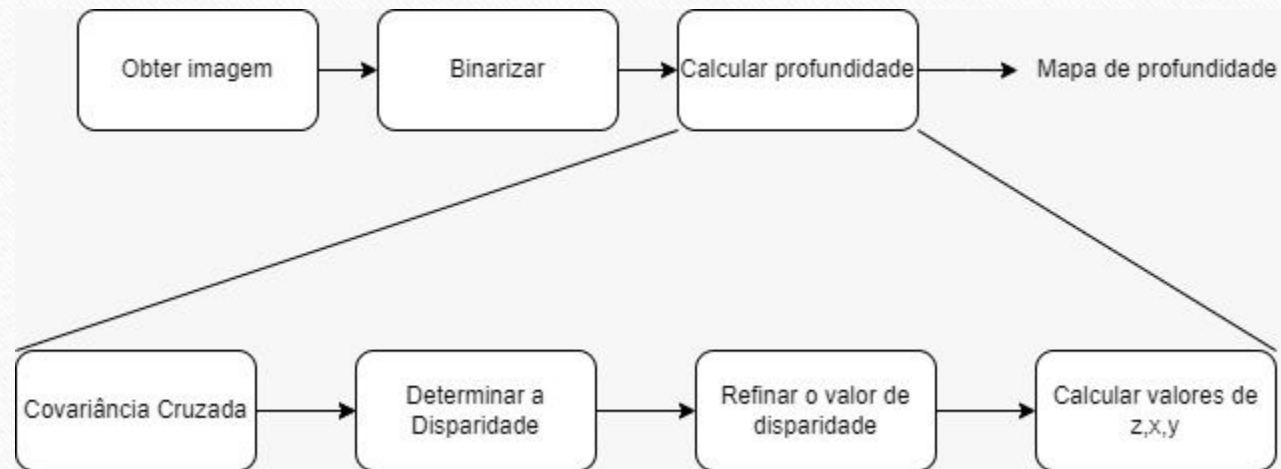 Obter imagem
Binarizar
Calcular profundidade
Mapa de profundidade
Covariância Cruzada
Determinar a
Disparidade
Refinar o valor de
disparidade
Calcular valores de
z,x,y